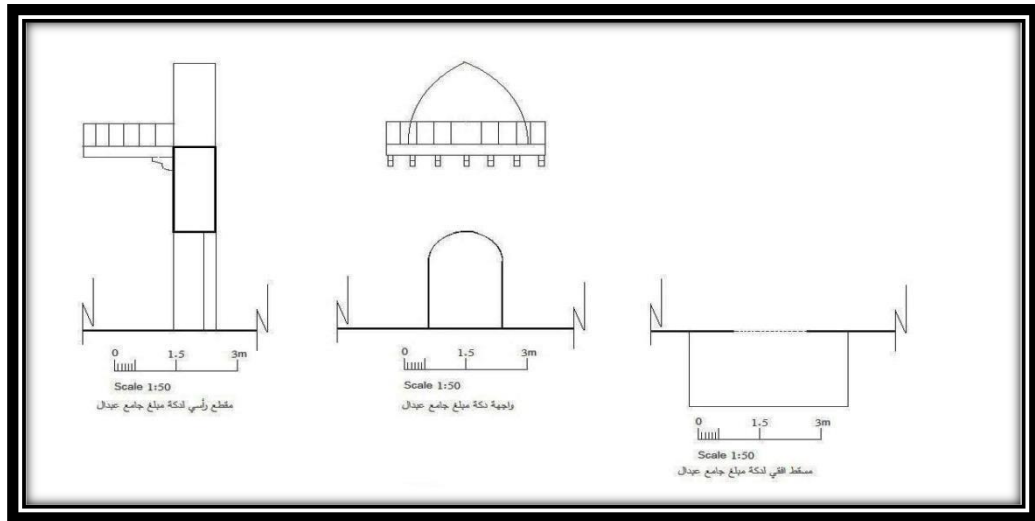 0 1.5 3m
Scale 1:50
مقطع رأسي لدكة مبلغ جامع عبدال
0 1.5 3m
Scale 1:50
واجهة دكة مبلغ جامع عبدال
0 1.5 3m
Scale 1:50
مسقط افقي لدكة مبلغ جامع عبدال